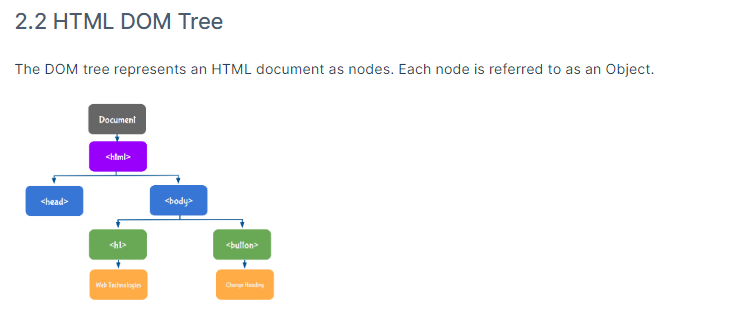 2.2 HTML DOM Tree
The DOM tree represents an HTML document as nodes. Each node is referred to as an Object.
Document
<html>
<head>
<body>
<h1>
<button>
Web Technologies
Change Heading